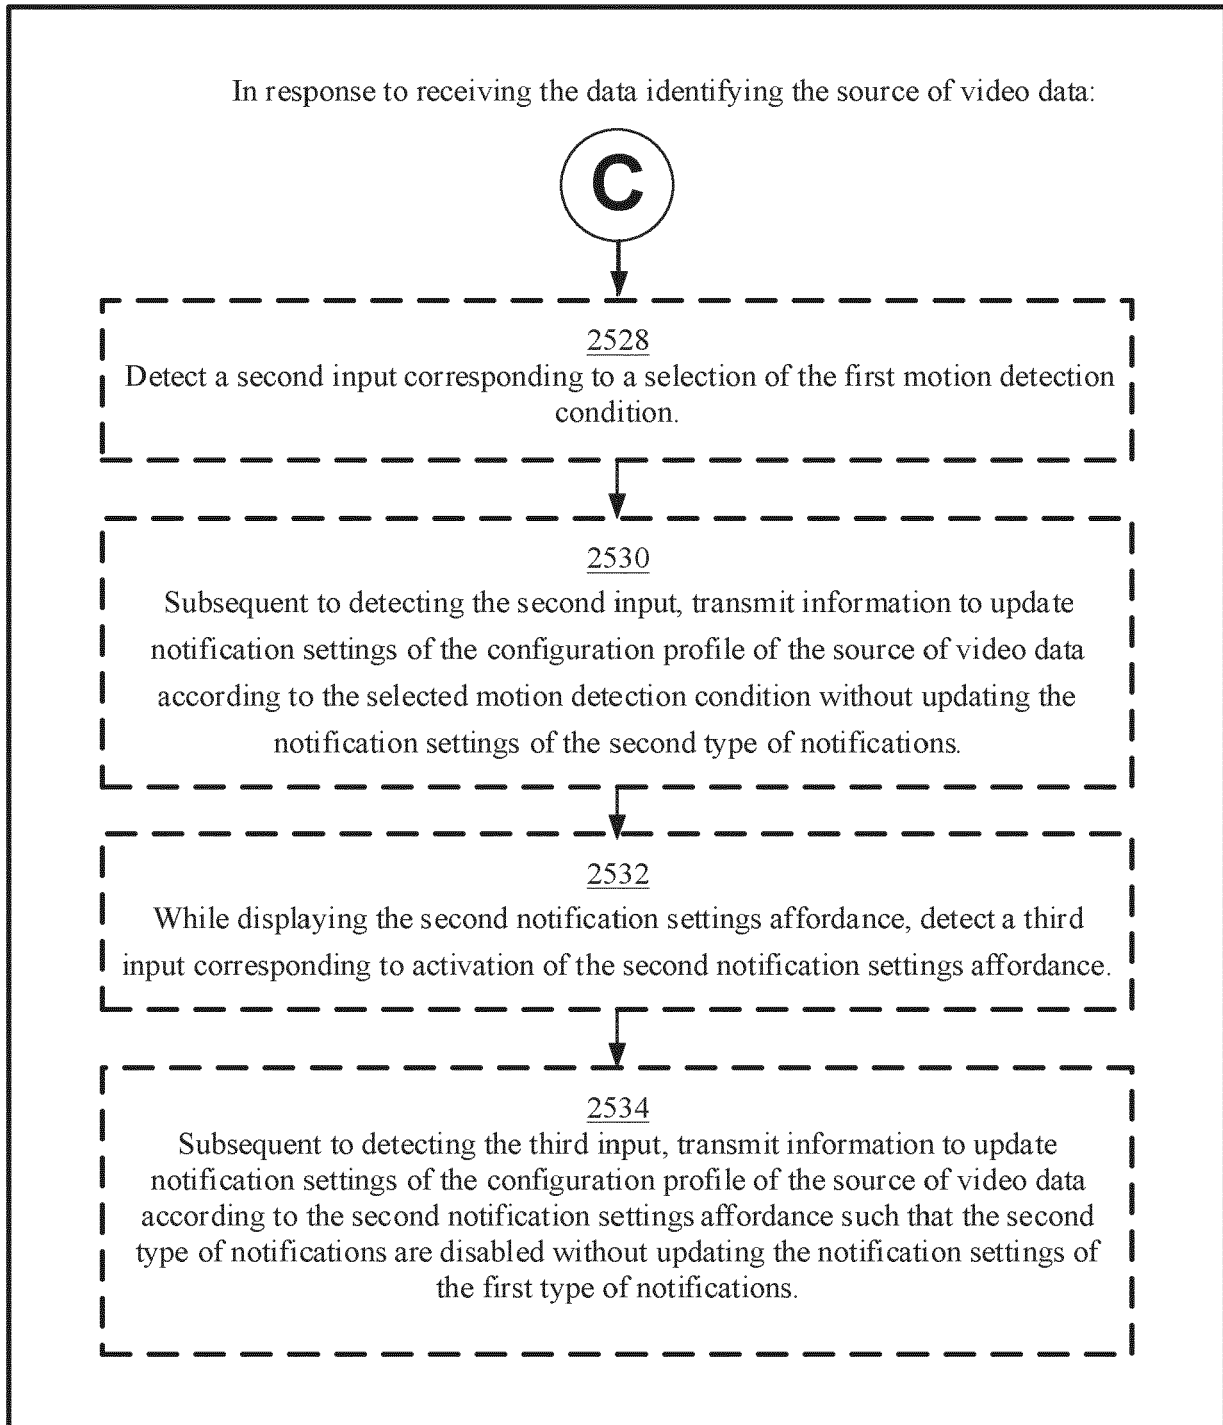 In response to receiving the data identifying the source of video data:
C
2528
Detect a second input corresponding to a selection of the first motion detection
condition.
2530
Subsequent to detecting the second input, transmit information to update
notification settings of the configuration profile of the source of video data
according to the selected motion detection condition without updating the
notification settings of the second type of notifications.
2532
While displaying the second notification settings affordance, detect a third
input corresponding to activation of the second notification settings affordance.
2534
Subsequent to detecting the third input, transmit information to update
notification settings of the configuration profile of the source of video data
according to the second notification settings affordance such that the second
type of notifications are disabled without updating the notification settings of
the first type of notifications.